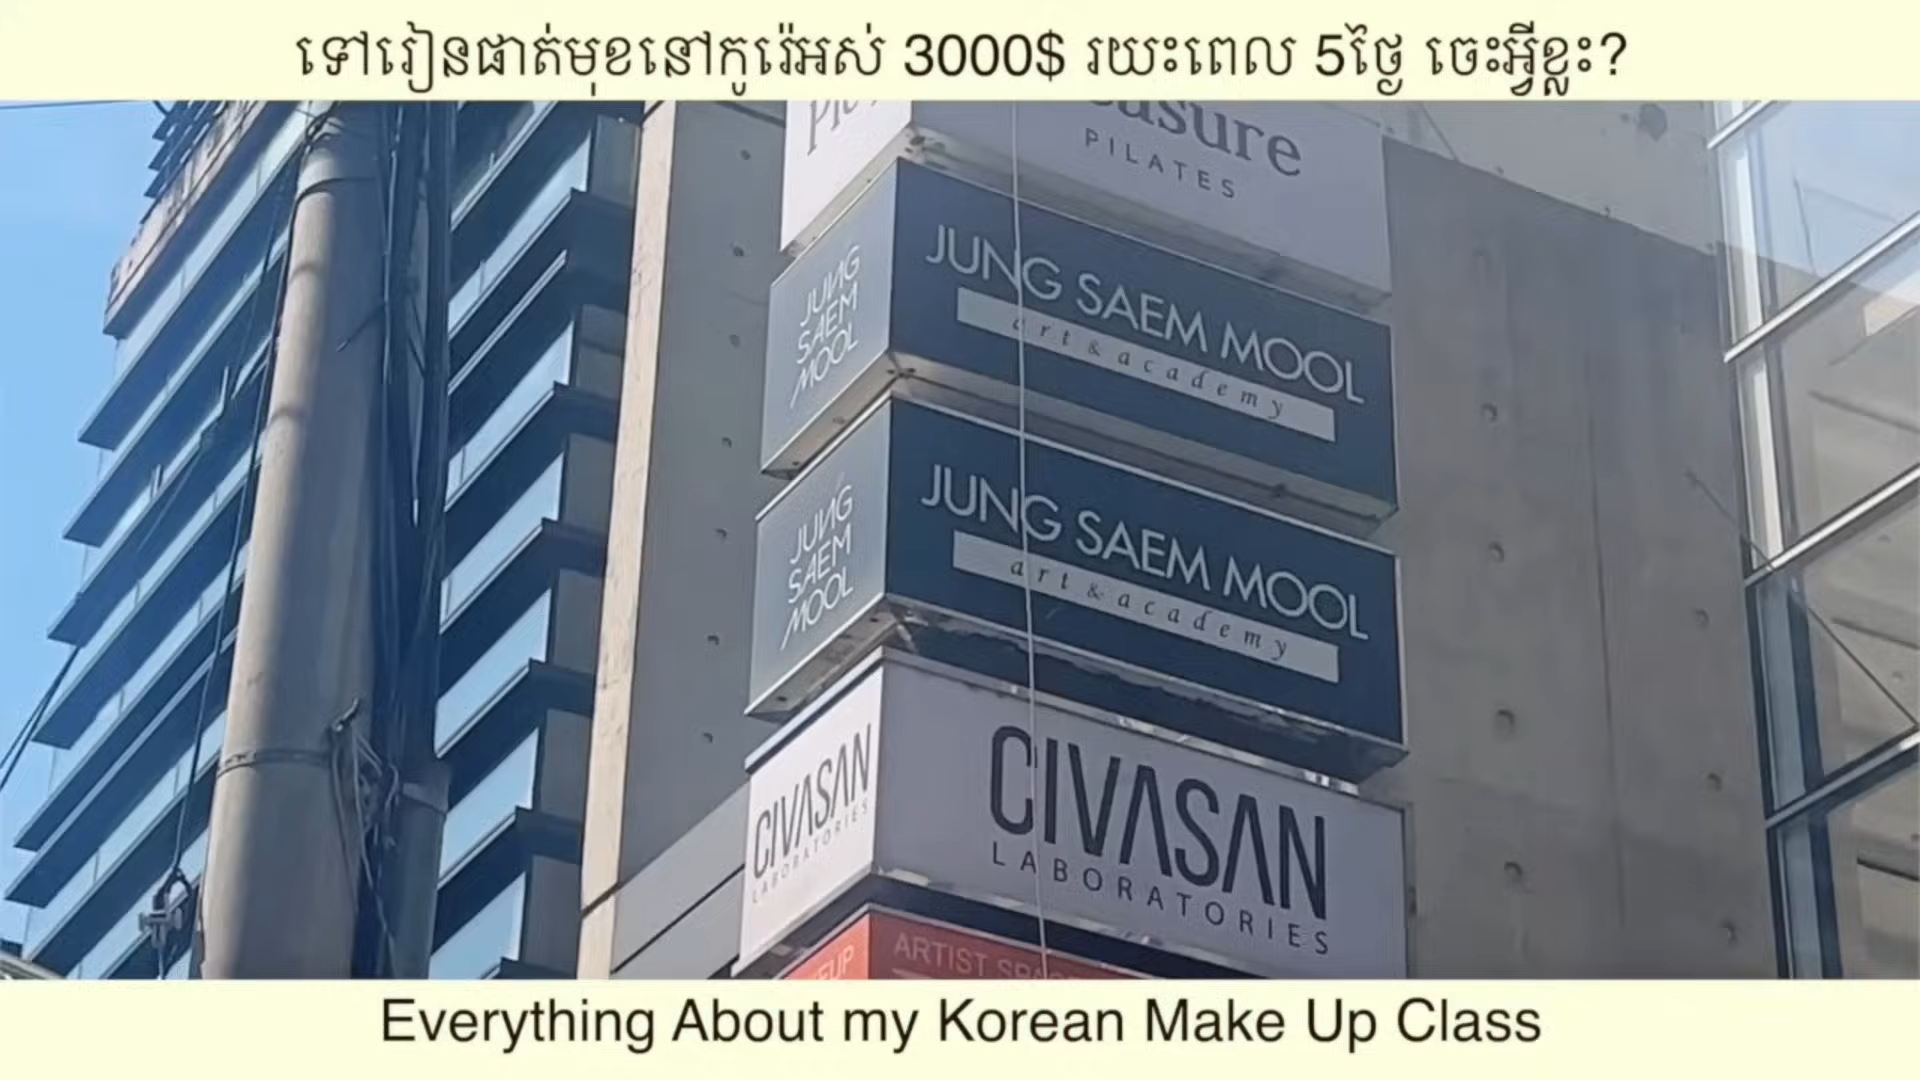 ទៅរៀនផាត់មុខនៅកូរ៉េអស់ 3000$ រយះពេល 5ថ្ងៃ ចេះអ្វីខ្លះ?
PILATES
JUNG SAEM MOOL
art & academy
JUNG
SAEM
MOOL
JUNG SAEM MOOL
art & academy
JUNG
SAEM
MOOL
CIVASAN
LABORATORIES
CIVASAN
LABORATORIES
ARTIST
Everything About my Korean Make Up Class